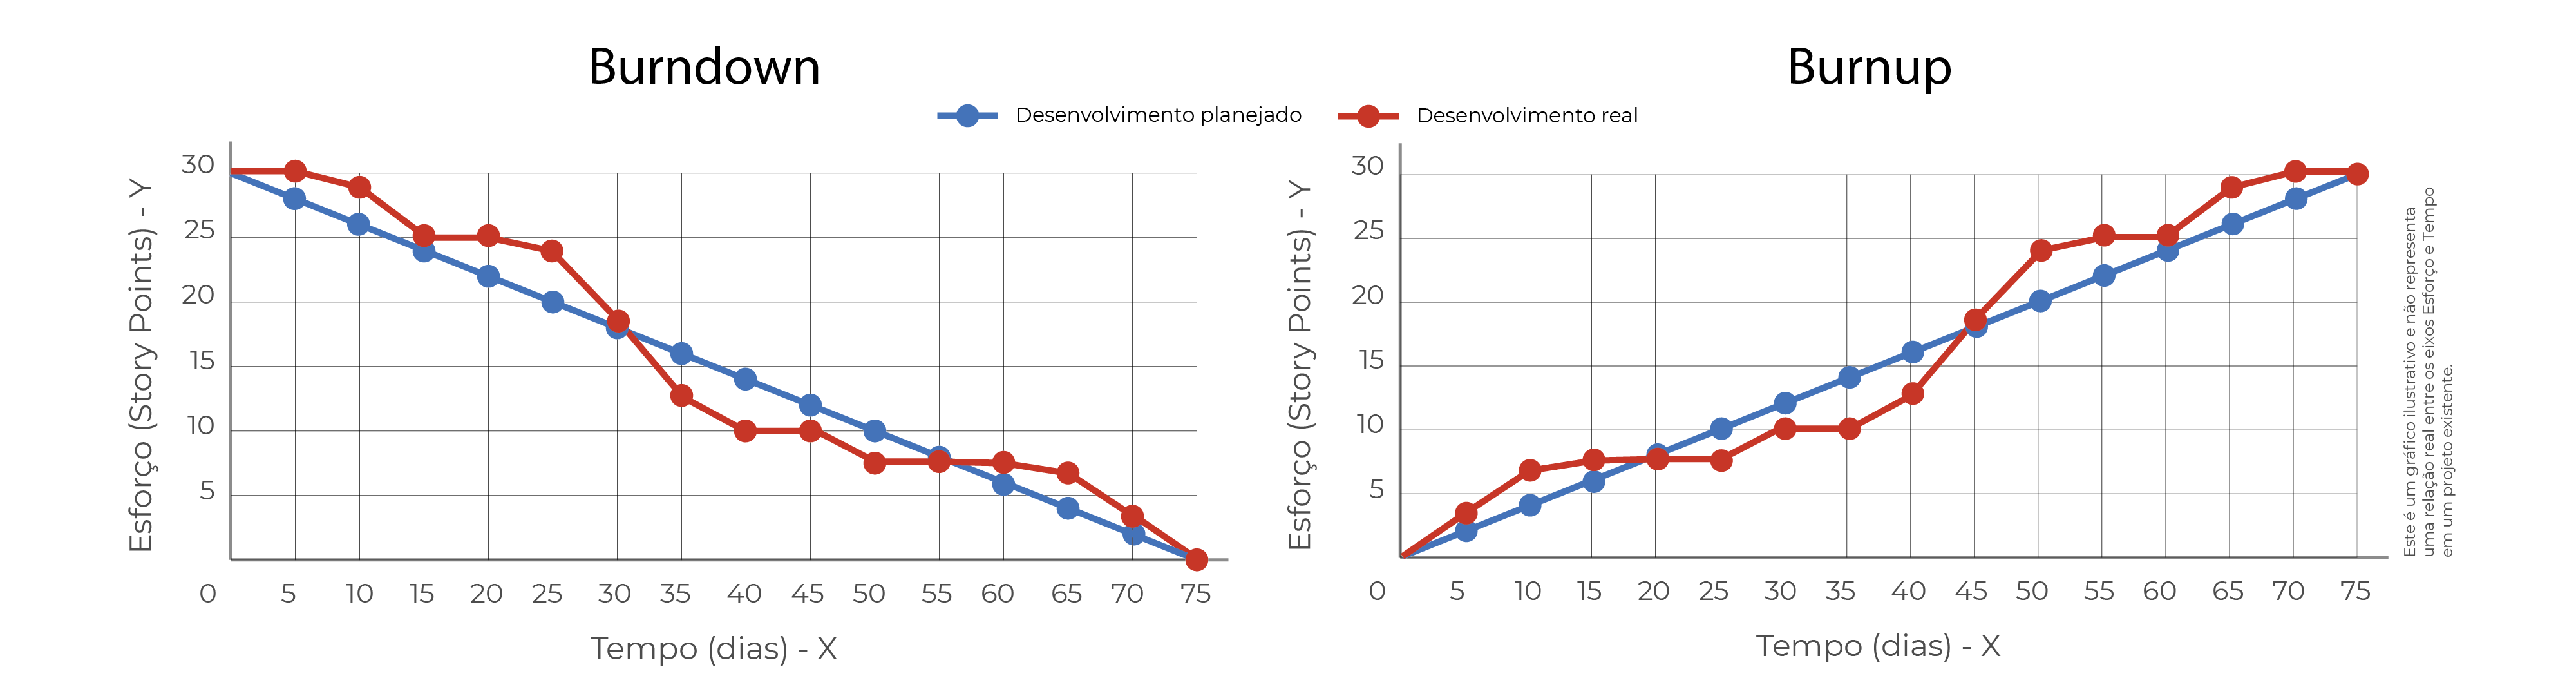 Burndown
Burnup
Desenvolvimento planejado
Desenvolvimento real
Esforço (Story Points) - Y
30
25
20
15
10
5
0 5 10 15 20 25 30 35 40 45 50 55 60 65 70 75
Tempo (dias) - X
Esforço (Story Points) - Y
30
25
20
15
10
5
0 5 10 15 20 25 30 35 40 45 50 55 60 65 70 75
Tempo (dias) - X
Este é um gráfico ilustrativo e não representa
uma relação real entre os eixos Esforço e Tempo
em um projeto existente.